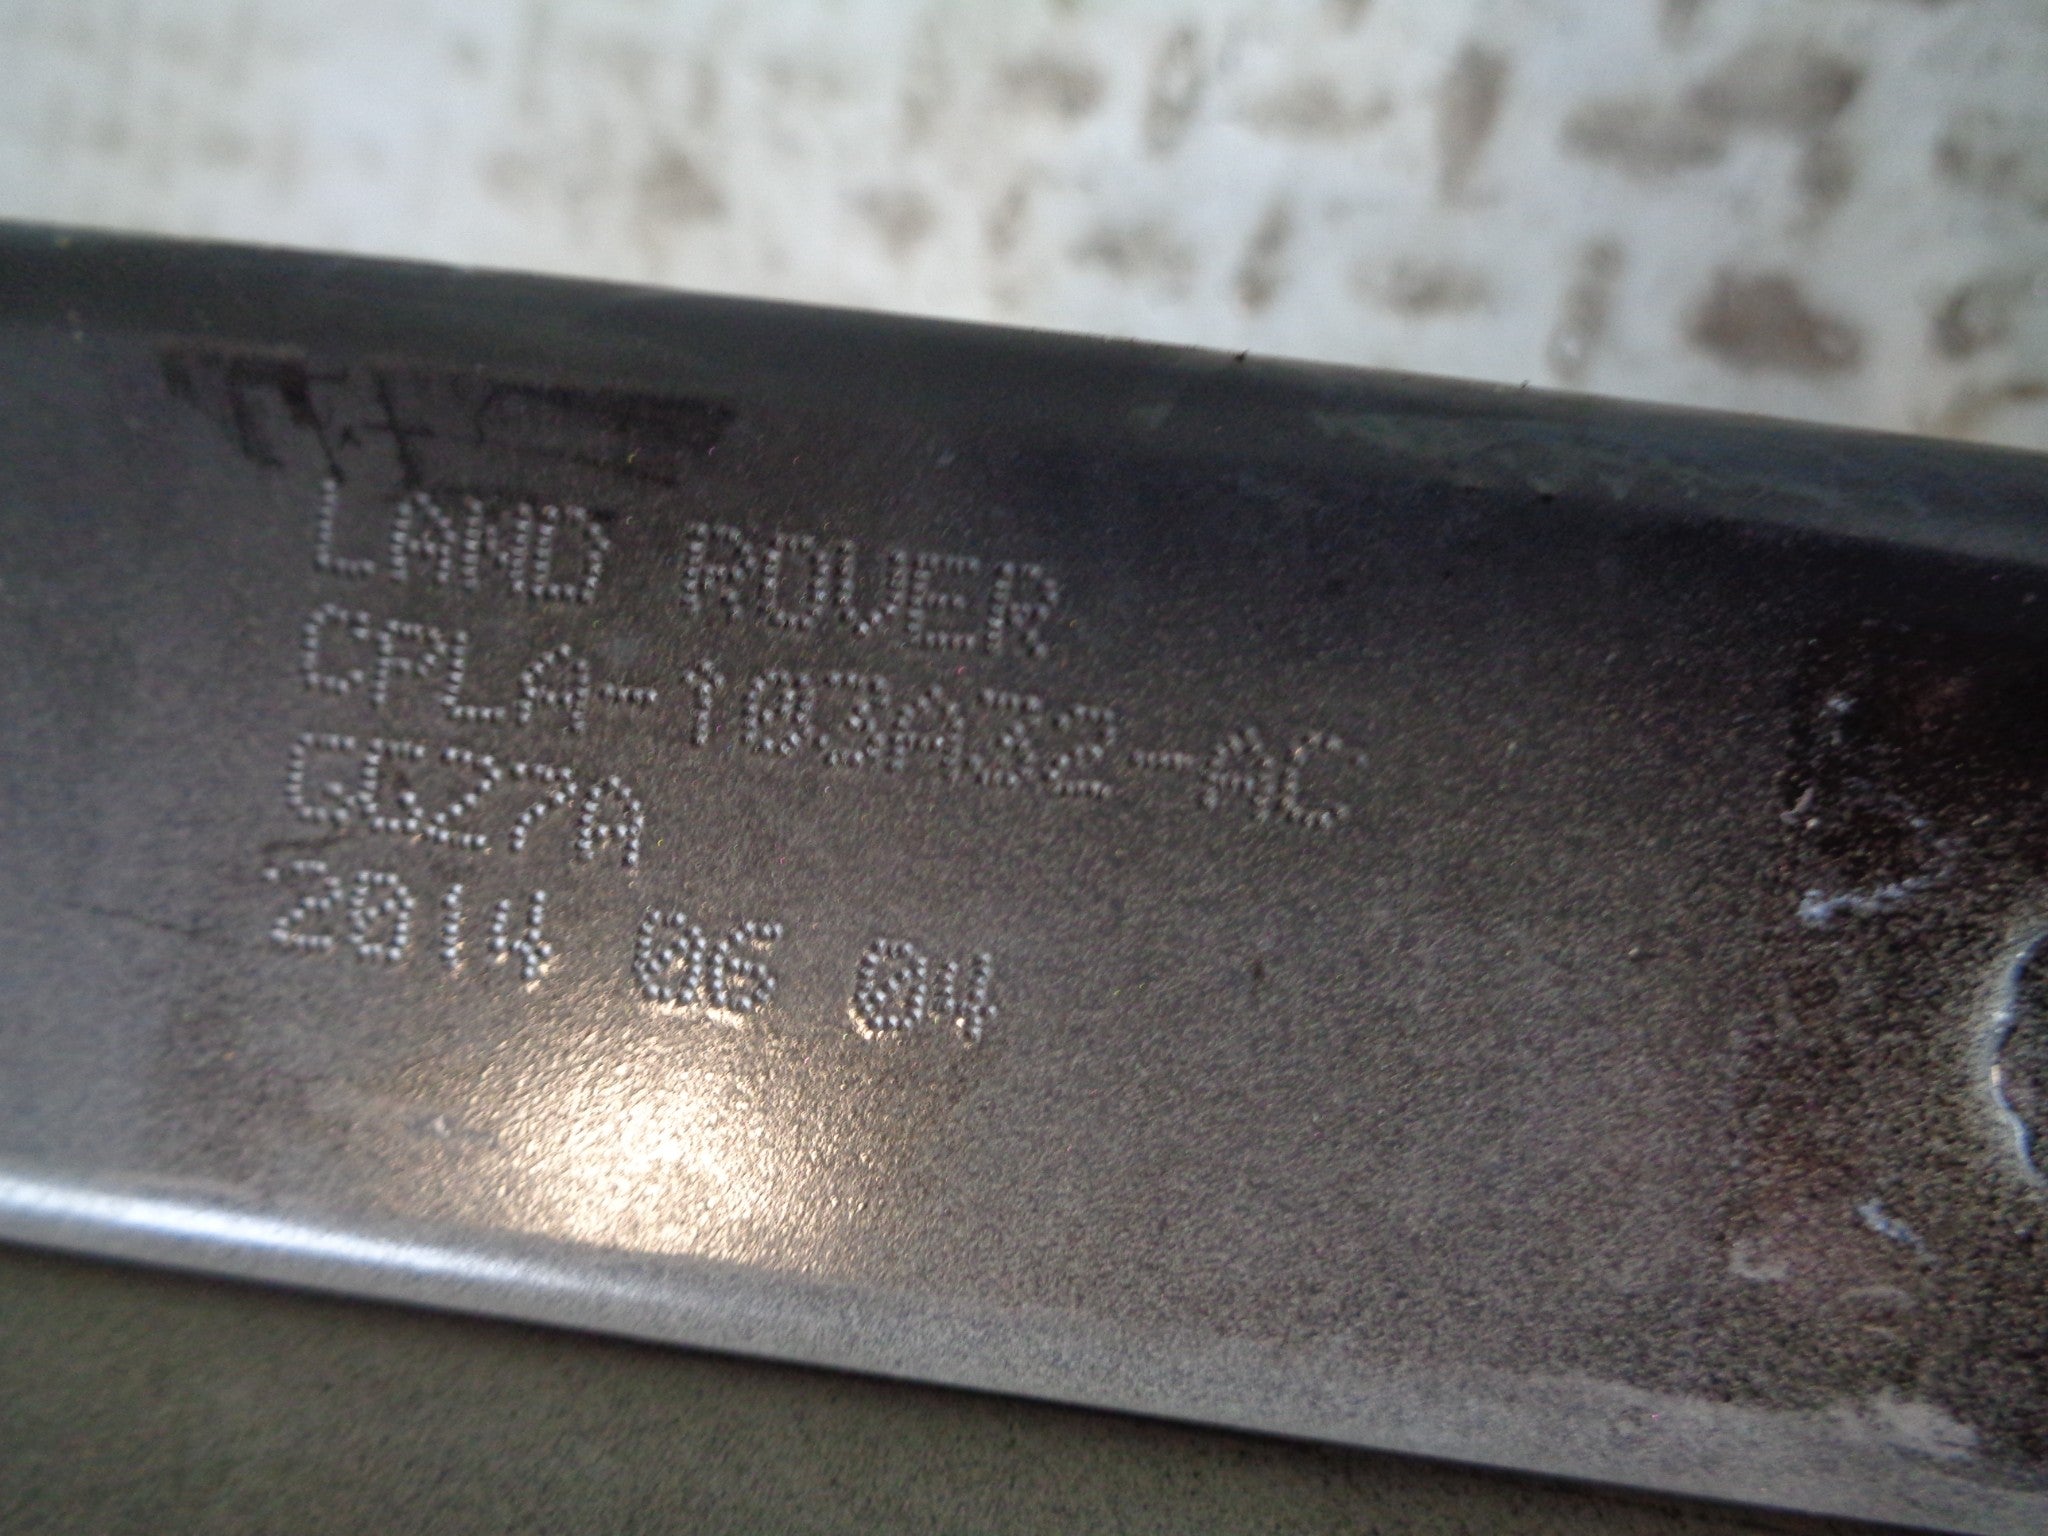 LAND ROVER
CPLA-103A32-AC
GC27A
2014 06 04